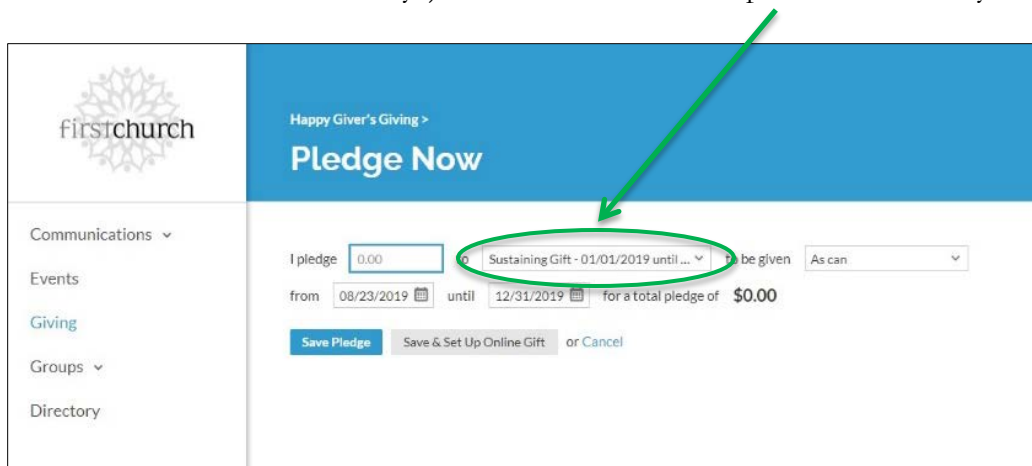 firstchurch
Happy Giver's Giving >
Pledge Now
Communications
Events
Giving
Groups
Directory
I pledge 0.00 Sustaining Gift - 01/01/2019 until ... to be given As can
from 08/23/2019 until 12/31/2019 for a total pledge of $0.00
Save Pledge Save & Set Up Online Gift or Cancel